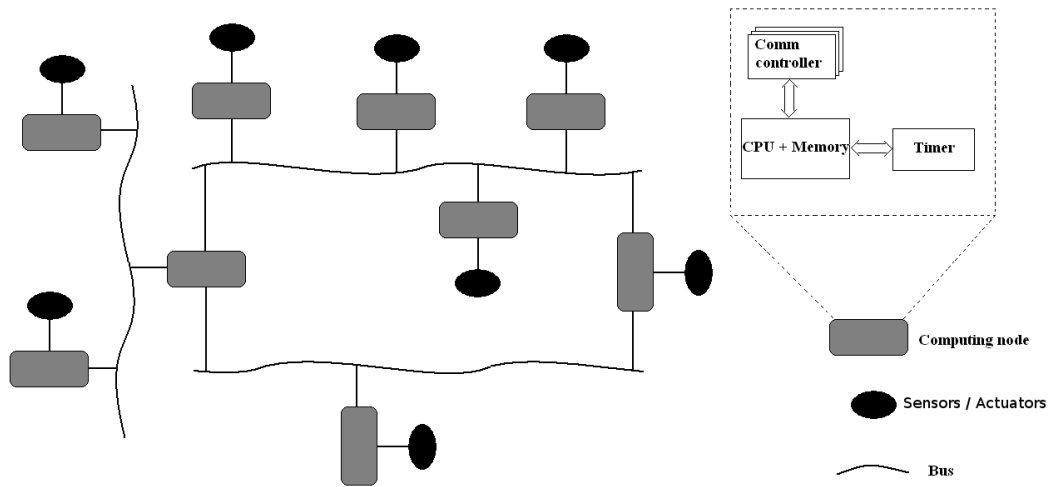 Comm
controller
CPU + Memory
Timer
Computing node
Sensors / Actuators
Bus